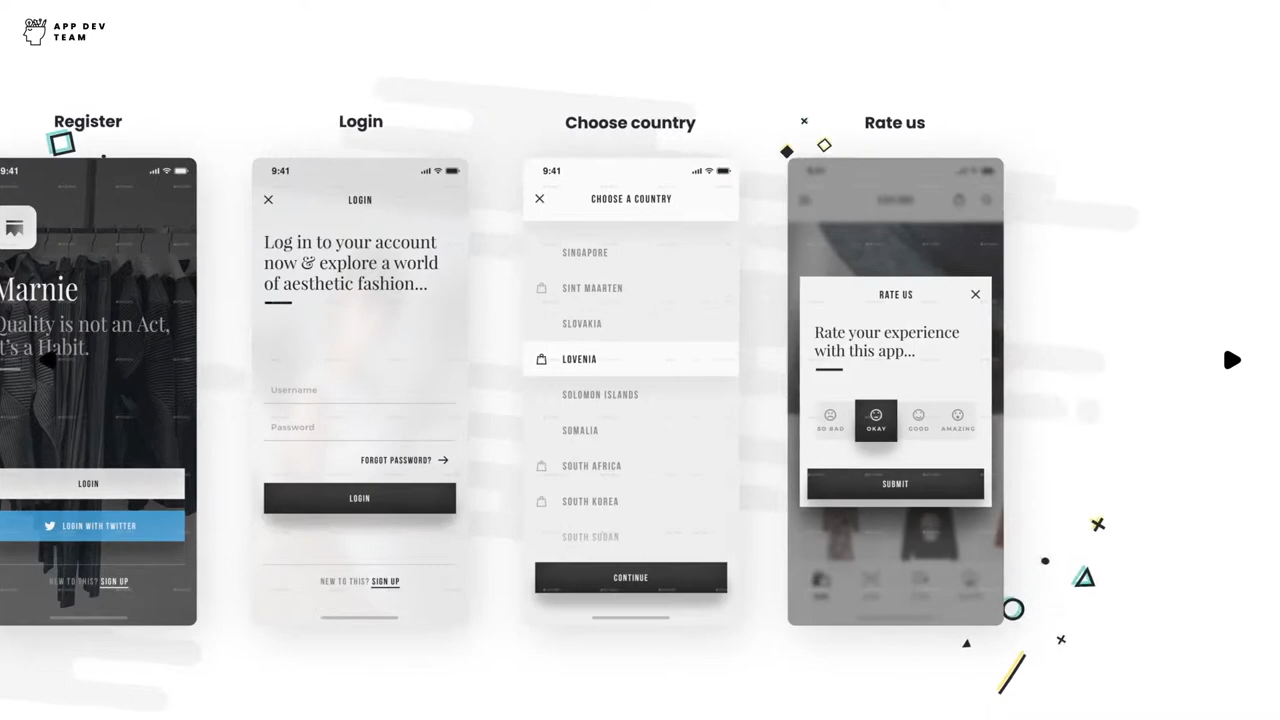 APP DEV
TEAM
Register
Login
Choose country
Rate us
9:41
Marnie
Quality is not an Act,
it's a Habit.
LOGIN
LOGIN WITH TWITTER
NEW TO THIS? SIGN UP
9:41
LOGIN
Log in to your account
now & explore a world
of aesthetic fashion...
Username
Password
FORGOT PASSWORD?
LOGIN
NEW TO THIS? SIGN UP
9:41
CHOOSE A COUNTRY
SINGAPORE
SINT MAARTEN
SLOVAKIA
LOVENIA
SOLOMON ISLANDS
SOMALIA
SOUTH AFRICA
SOUTH KOREA
SOUTH SUDAN
CONTINUE
RATE US
Rate your experience
with this app...
SO BAD
OKAY
GOOD
AMAZING
SUBMIT